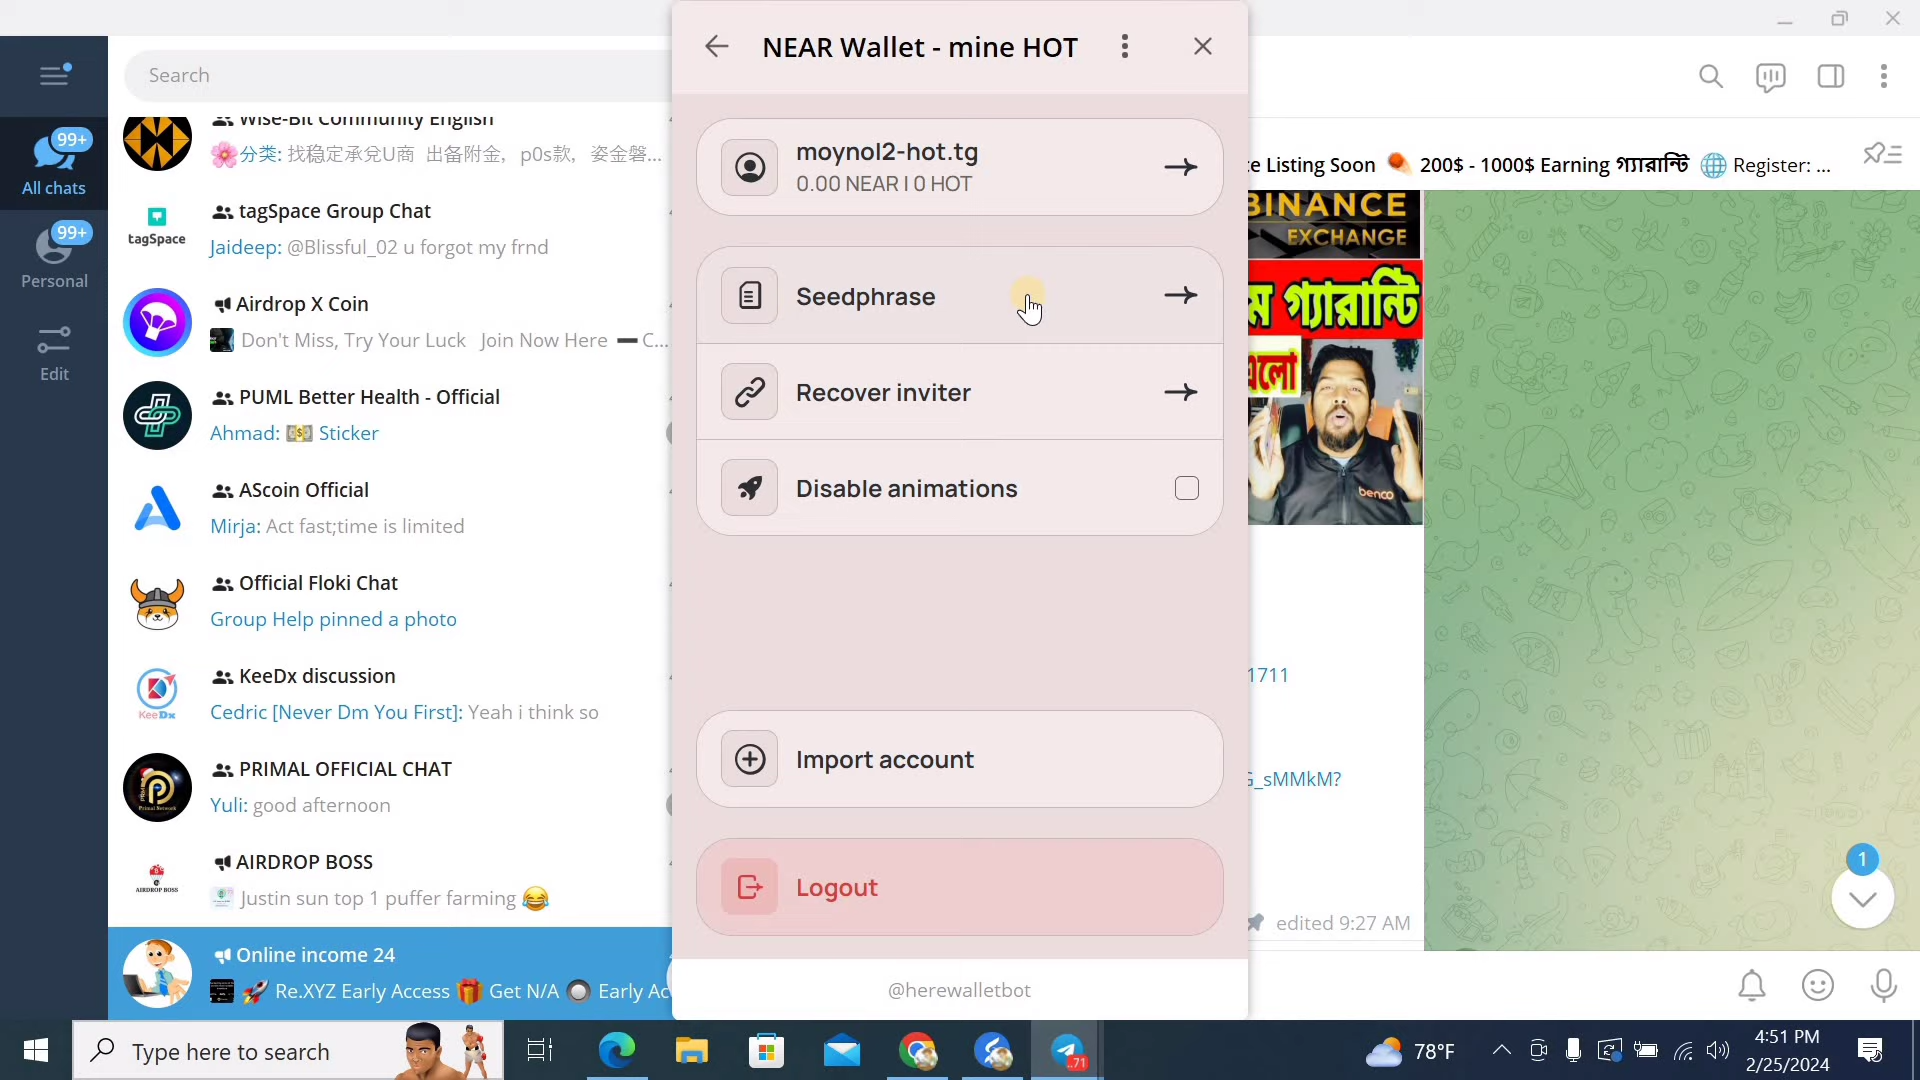 NEAR Wallet - mine HOT
Search
99+
All chats
99+
Personal
Edit
Wise-Bit Community English
🌸分类: 找稳定承兑U商 出备附金，p0s款，姿金磐...
tagSpace
tagSpace Group Chat
Jaideep: @Blissful_02 u forgot my frnd
Airdrop X Coin
Don't Miss, Try Your Luck Join Now Here ➖ C...
PUML Better Health - Official
Ahmad: 💵 Sticker
AScoin Official
Mirja: Act fast;time is limited
Official Floki Chat
Group Help pinned a photo
KeeDx
KeeDx discussion
Cedric [Never Dm You First]: Yeah i think so
PRIMAL OFFICIAL CHAT
Yuli: good afternoon
AIRDROP BOSS
AIRDROP BOSS
Justin sun top 1 puffer farming 😂
Online income 24
🚀 Re.XYZ Early Access 🎁 Get N/A 🔘 Early Ac
moynol2-hot.tg
0.00 NEAR | 0 HOT
Seedphrase
Recover inviter
Disable animations
Import account
Logout
@herewalletbot
e Listing Soon ☄️ 200$ - 1000$ Earning গ্যারান্টি 🌐 Register: ...
BINANCE
EXCHANGE
ম গ্যারান্টি
এলো
benco
1711
G_sMMkM?
edited 9:27 AM
1
Type here to search
..71
78°F
4:51 PM
2/25/2024